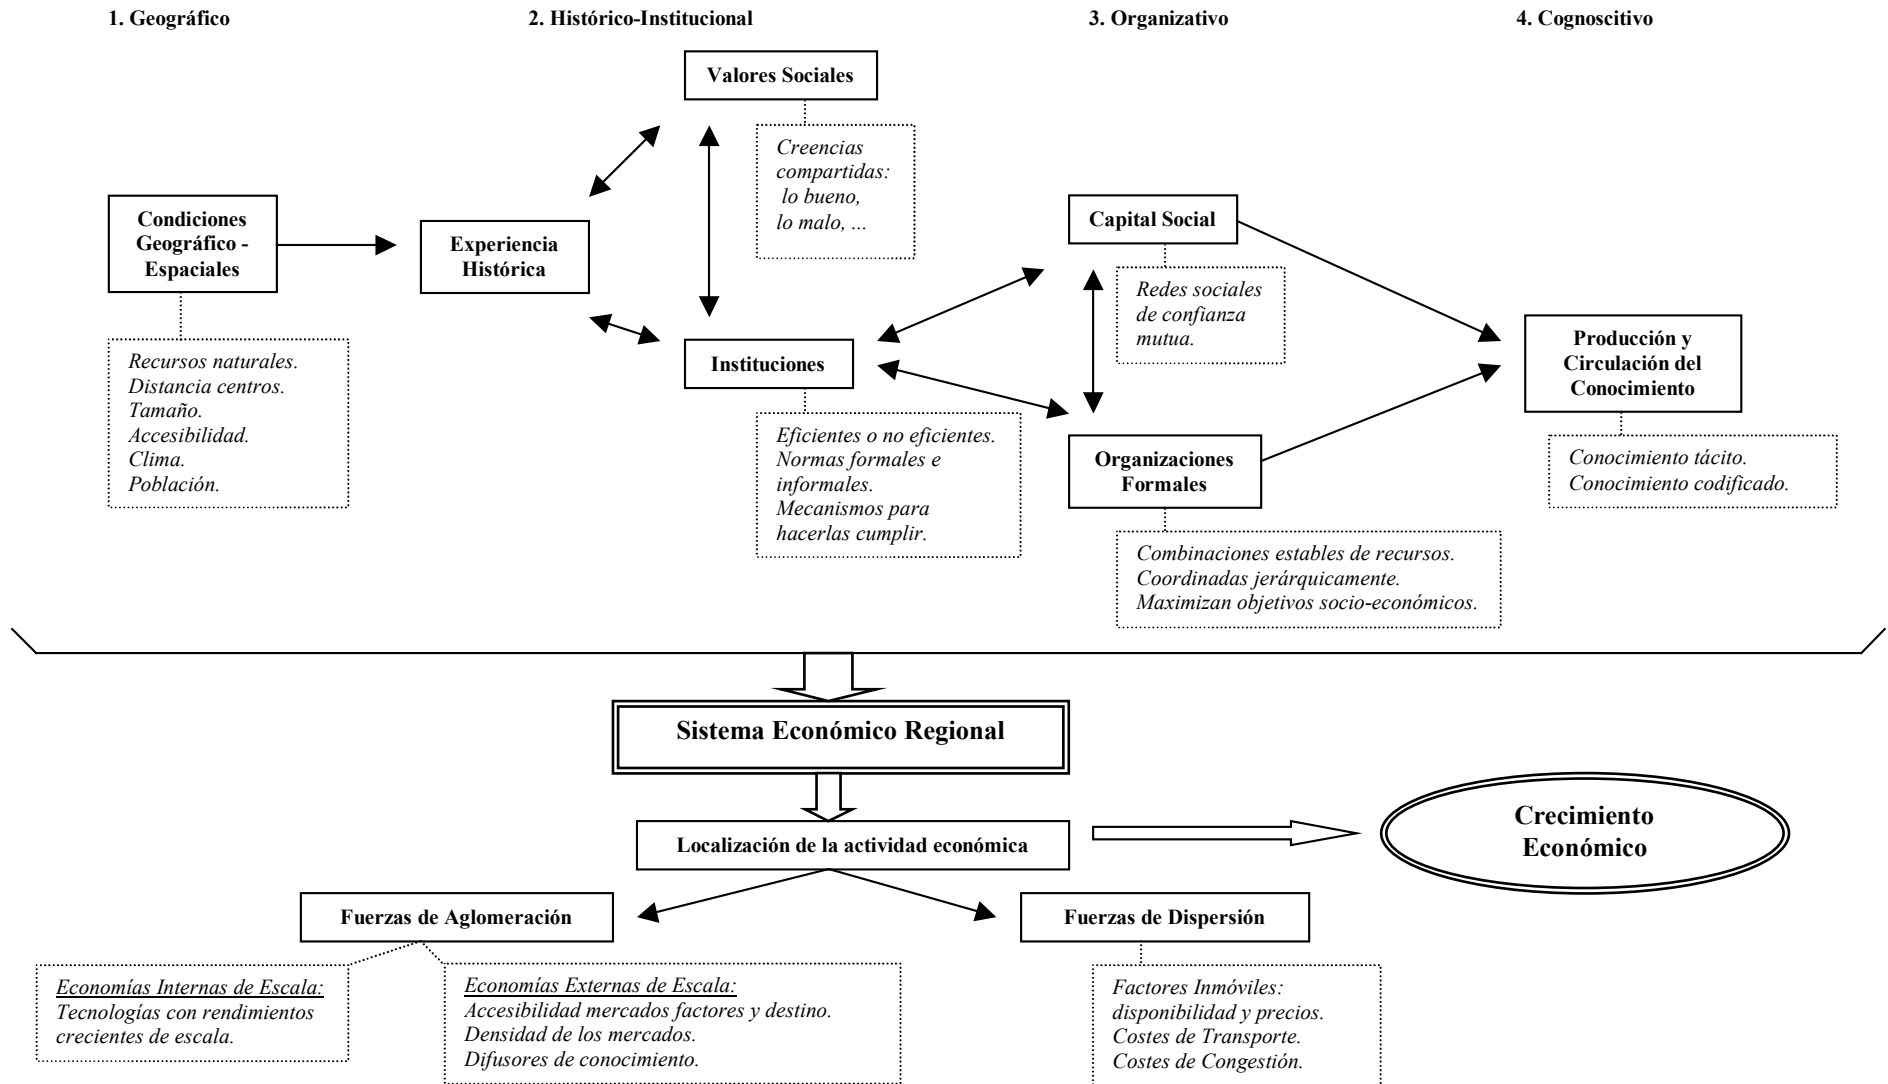 1. Geográfico
2. Histórico-Institucional
3. Organizativo
4. Cognoscitivo
Valores Sociales
Creencias
compartidas:
lo bueno,
lo malo, ...
Condiciones
Geográfico -
Espaciales
Recursos naturales.
Distancia centros.
Tamaño.
Accesibilidad.
Clima.
Población.
Experiencia
Histórica
Instituciones
Eficientes o no eficientes.
Normas formales e
informales.
Mecanismos para
hacerlas cumplir.
Capital Social
Redes sociales
de confianza
mutua.
Organizaciones
Formales
Combinaciones estables de recursos.
Coordinadas jerárquicamente.
Maximizan objetivos socio-económicos.
Producción y
Circulación del
Conocimiento
Conocimiento tácito.
Conocimiento codificado.
Sistema Económico Regional
Localización de la actividad económica
Crecimiento
Económico
Fuerzas de Aglomeración
Economías Internas de Escala:
Tecnologías con rendimientos
crecientes de escala.
Economías Externas de Escala:
Accesibilidad mercados factores y destino.
Densidad de los mercados.
Difusores de conocimiento.
Fuerzas de Dispersión
Factores Inmóviles:
disponibilidad y precios.
Costes de Transporte.
Costes de Congestión.